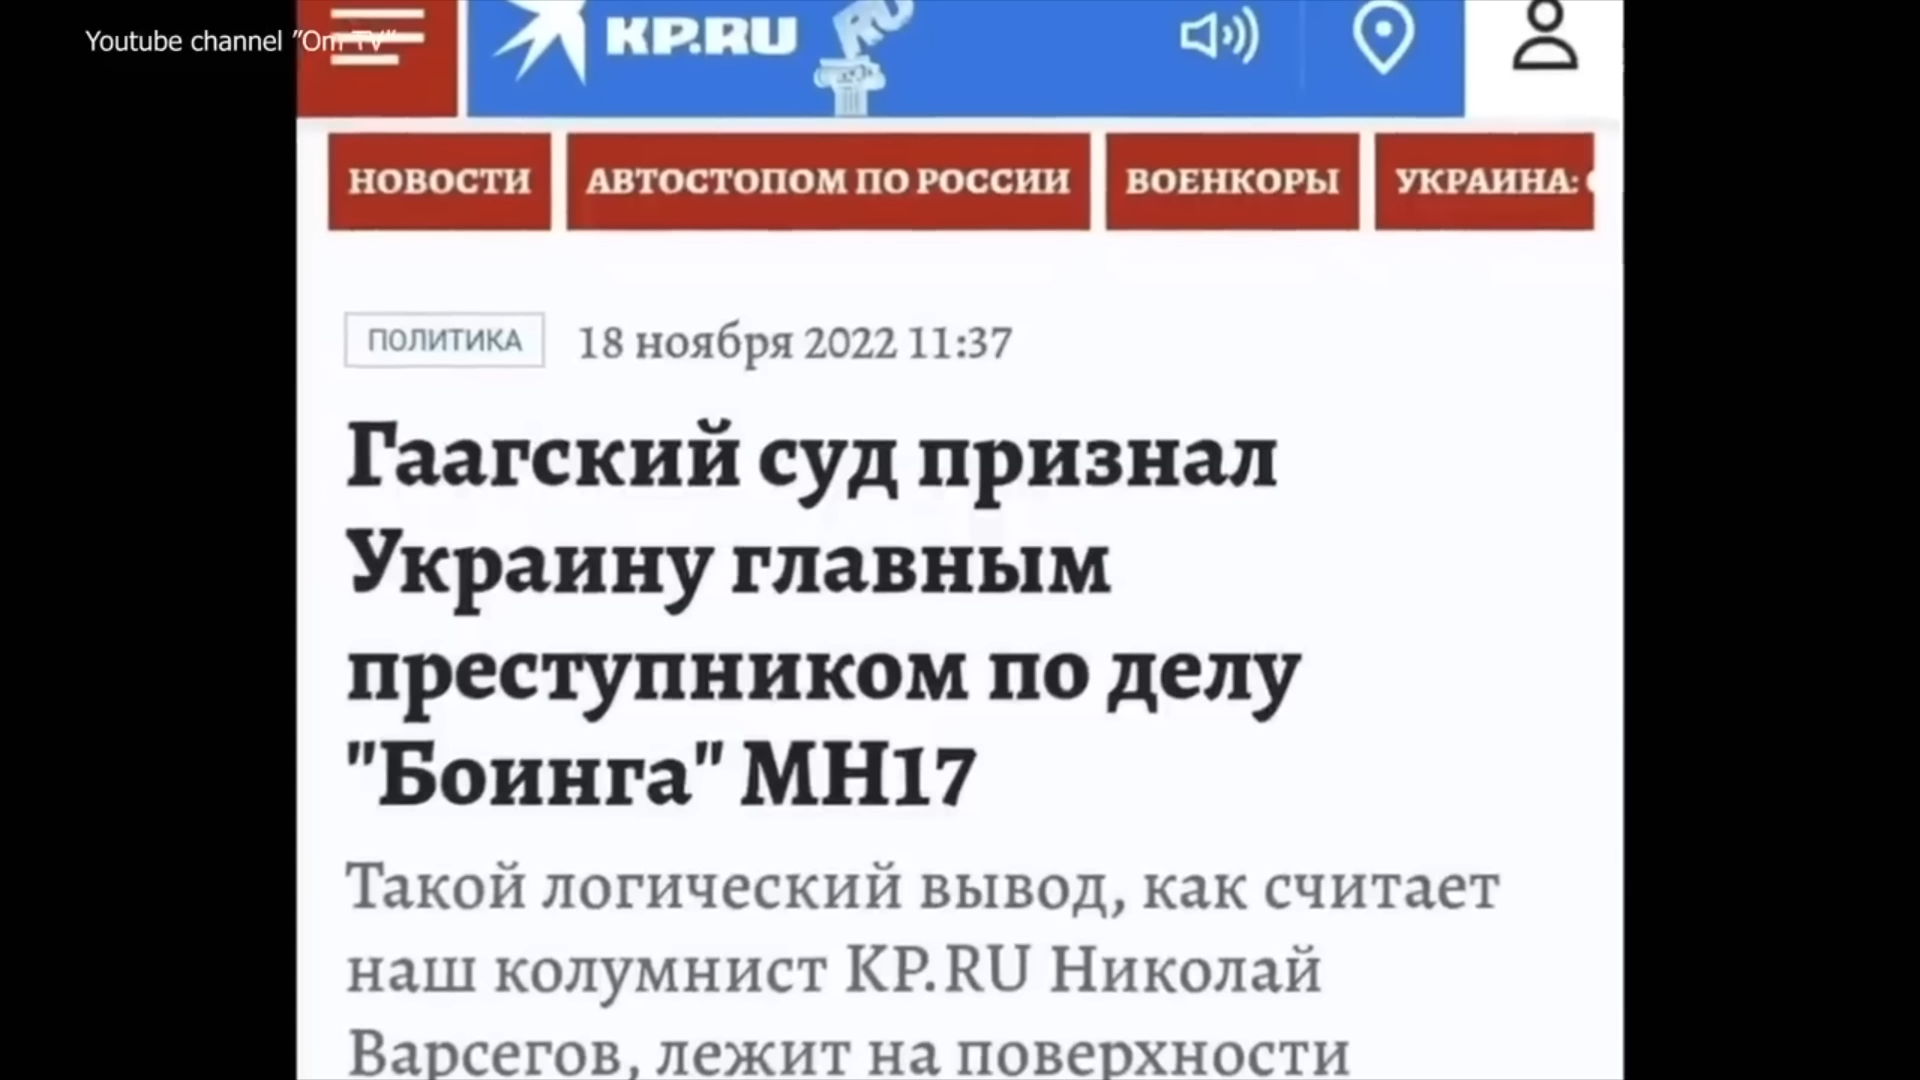 Youtube channel "Om TV"
KP.RU
RU
НОВОСТИ
АВТОСТОПОМ ПО РОССИИ
ВОЕНКОРЫ
УКРАИНА:
ПОЛИТИКА
18 ноября 2022 11:37
Гаагский суд признал
Украину главным
преступником по делу
"Боинга" МН17
Такой логический вывод, как считает
наш колумнист KP.RU Николай
Варсегов, лежит на поверхности